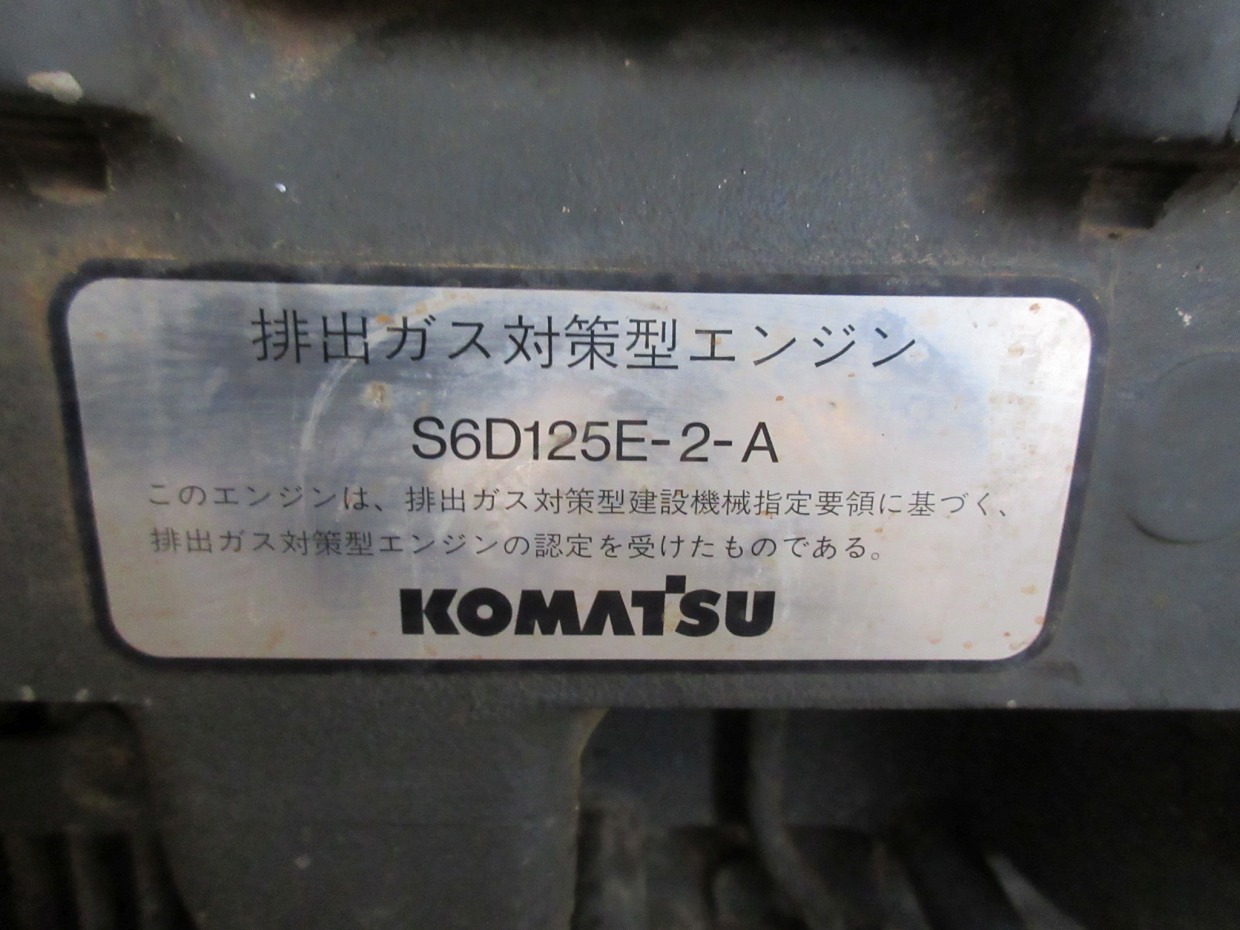 排出ガス対策型エンジン
S6D125E-2-A
このエンジンは、排出ガス対策型建設機械指定要領に基づく、
排出ガス対策型エンジンの認定を受けたものである。
KOMATSU